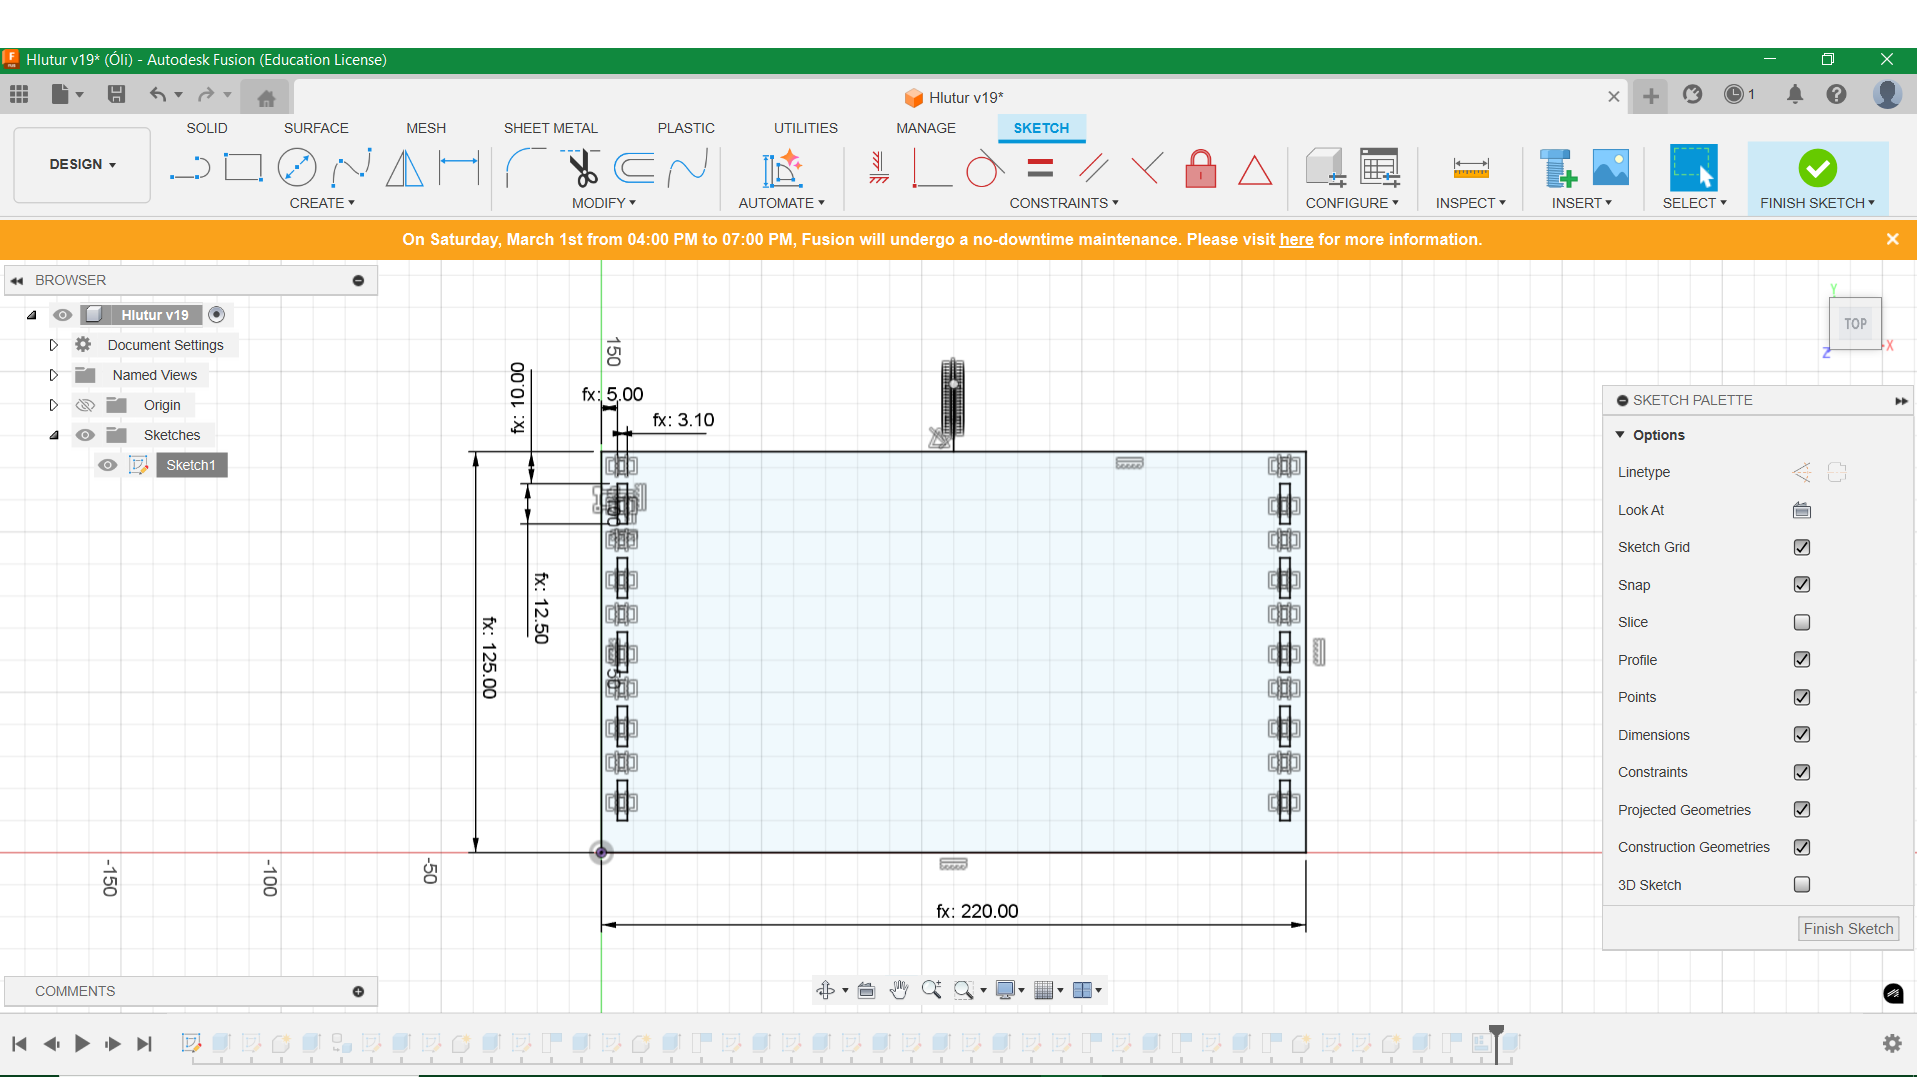 Hlutur v19* (Óli) - Autodesk Fusion (Education License)
Hlutur v19*
1
DESIGN
SOLID SURFACE MESH SHEET METAL PLASTIC UTILITIES MANAGE SKETCH
CREATE MODIFY AUTOMATE CONSTRAINTS CONFIGURE INSPECT INSERT SELECT FINISH SKETCH
On Saturday, March 1st from 04:00 PM to 07:00 PM, Fusion will undergo a no-downtime maintenance. Please visit here for more information.
BROWSER
Hlutur v19
Document Settings
Named Views
Origin
Sketches
Sketch1
150
fx: 10.00
fx: 5.00
fx: 3.10
fx: 12.50
fx: 125.00
-150
-100
-50
fx: 220.00
Y
TOP
X
Z
SKETCH PALETTE
Options
Linetype
Look At
Sketch Grid
Snap
Slice
Profile
Points
Dimensions
Constraints
Projected Geometries
Construction Geometries
3D Sketch
Finish Sketch
COMMENTS